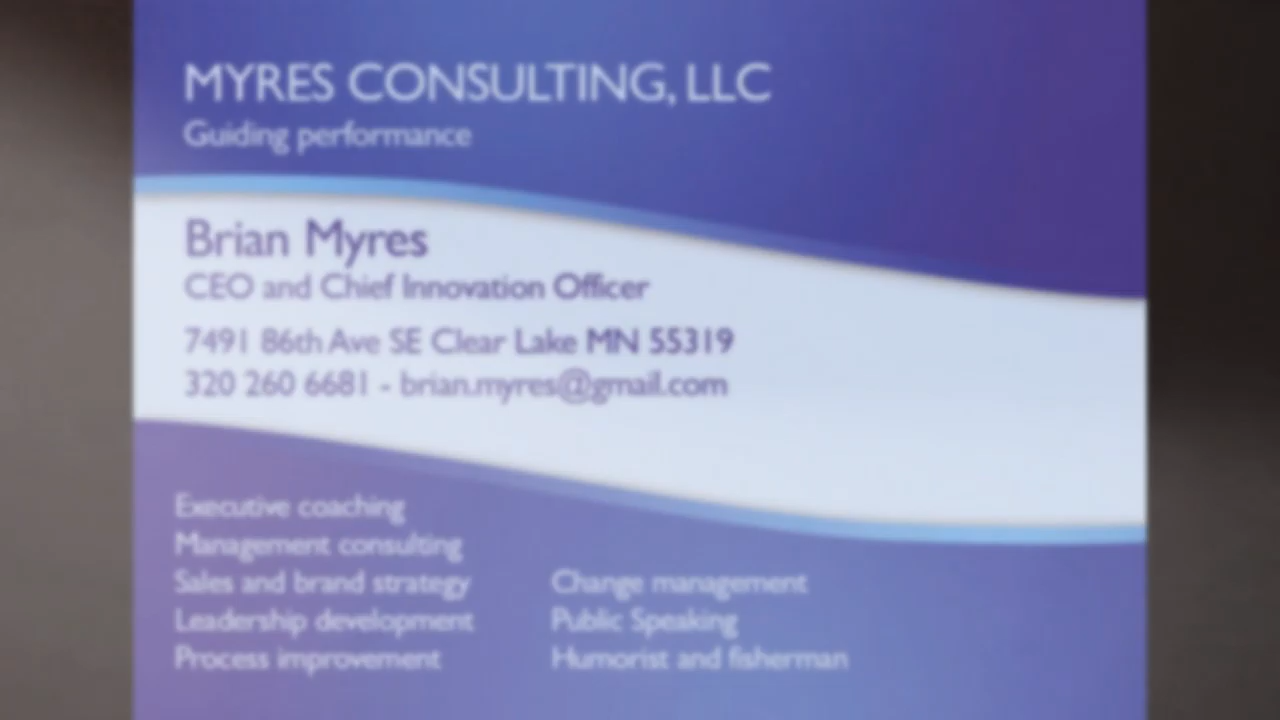 MYRES CONSULTING, LLC
Guiding performance
Brian Myres
CEO and Chief Innovation Officer
7491 86th Ave SE Clear Lake MN 55319
320 260 6681 - brian.myres@gmail.com
Executive coaching
Management consulting
Sales and brand strategy
Leadership development
Process improvement
Change management
Public Speaking
Humorist and fisherman